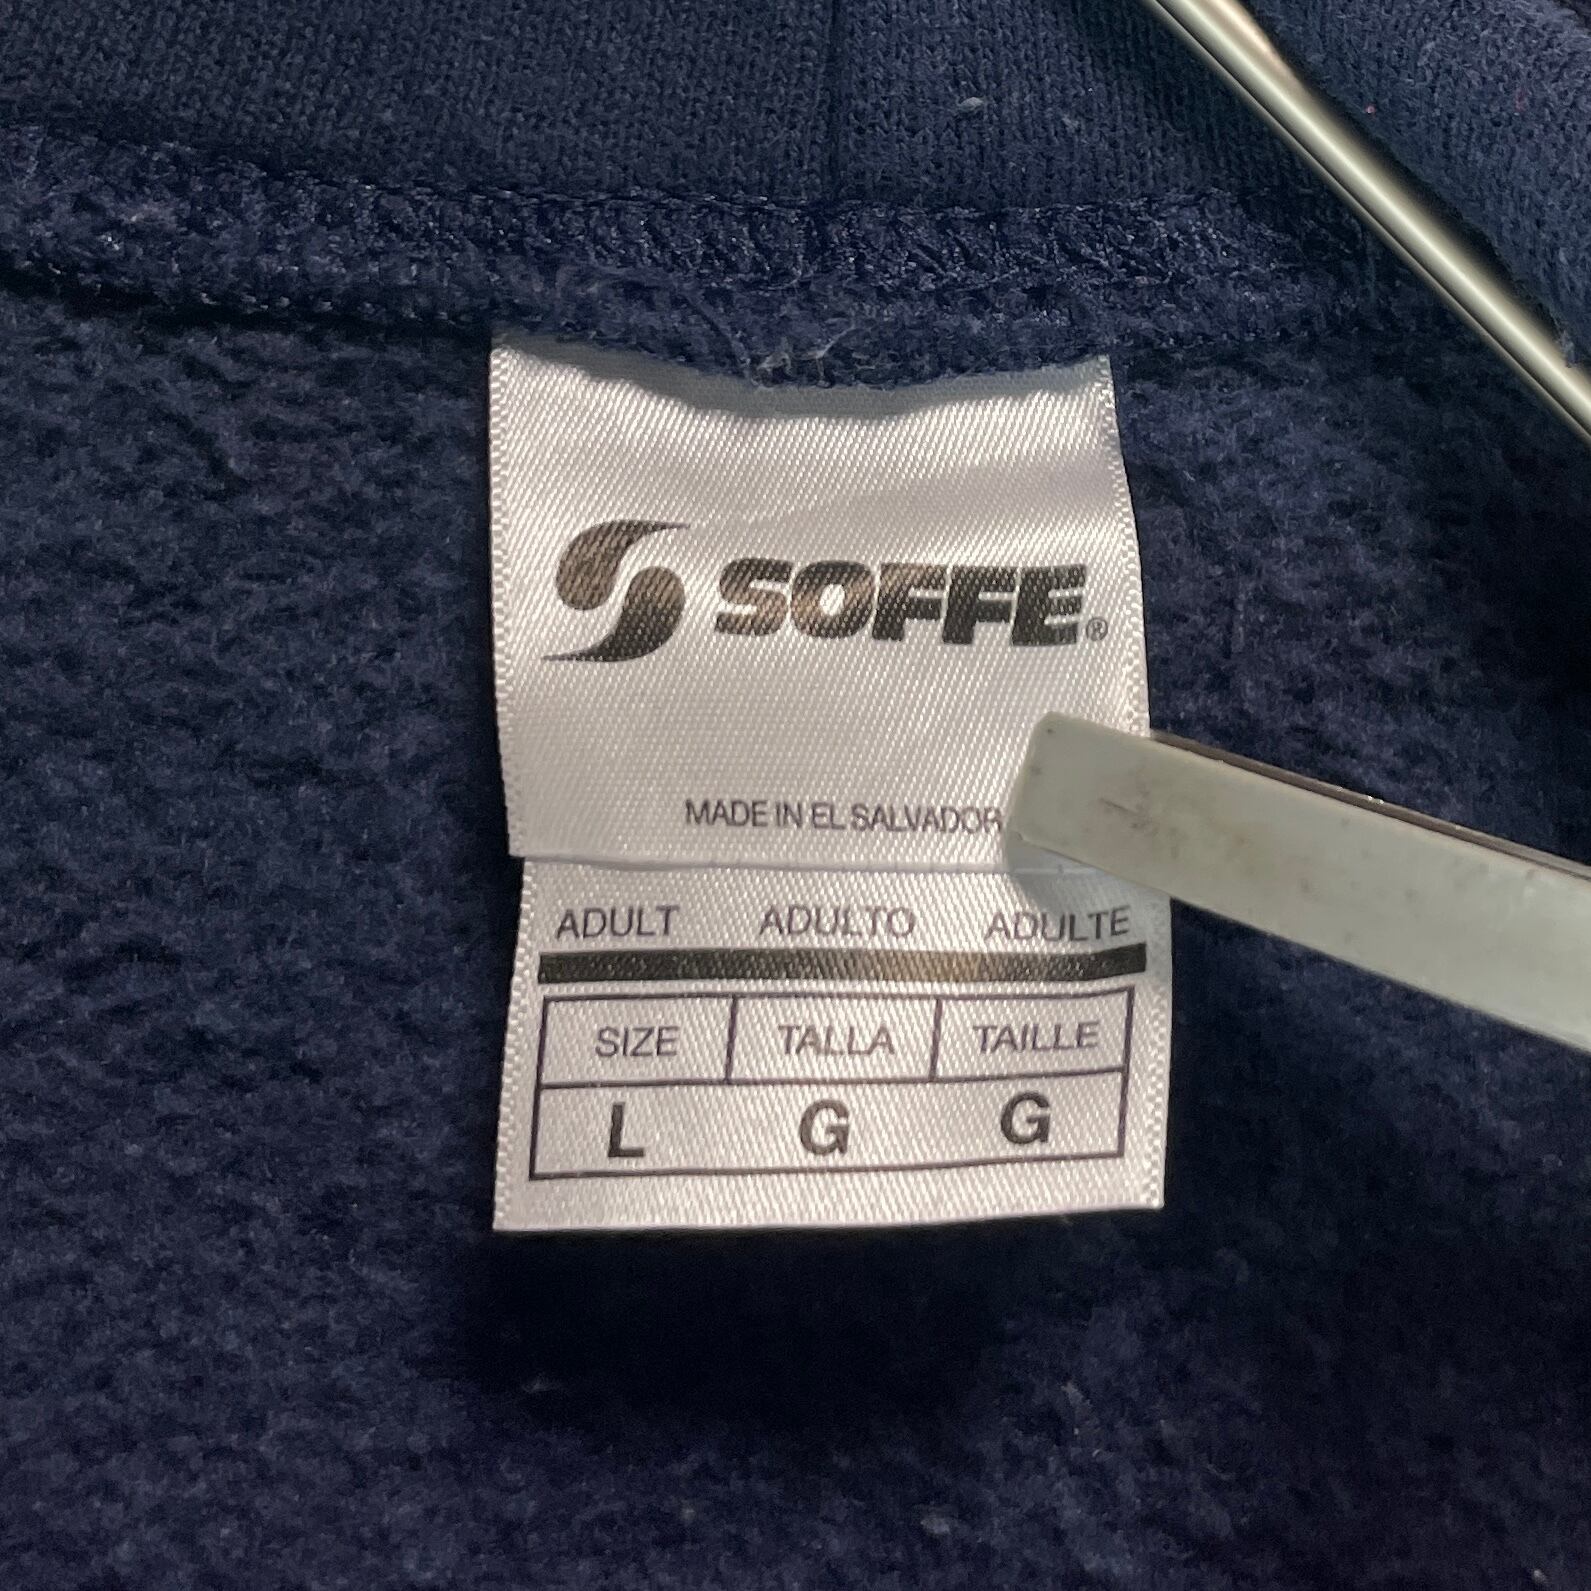 SOFFE®
MADE IN EL SALVADOR
ADULT ADULTO ADULTE
SIZE TALLA TAILLE
L G G